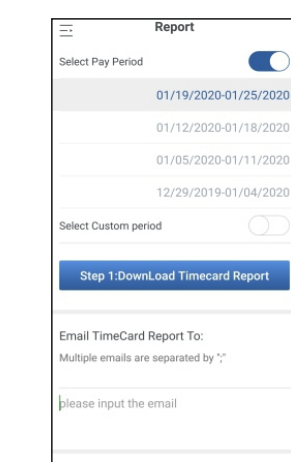 Report
Select Pay Period
01/19/2020-01/25/2020
01/12/2020-01/18/2020
01/05/2020-01/11/2020
12/29/2019-01/04/2020
Select Custom period
Step 1:DownLoad Timecard Report
Email TimeCard Report To:
Multiple emails are separated by ";"
please input the email